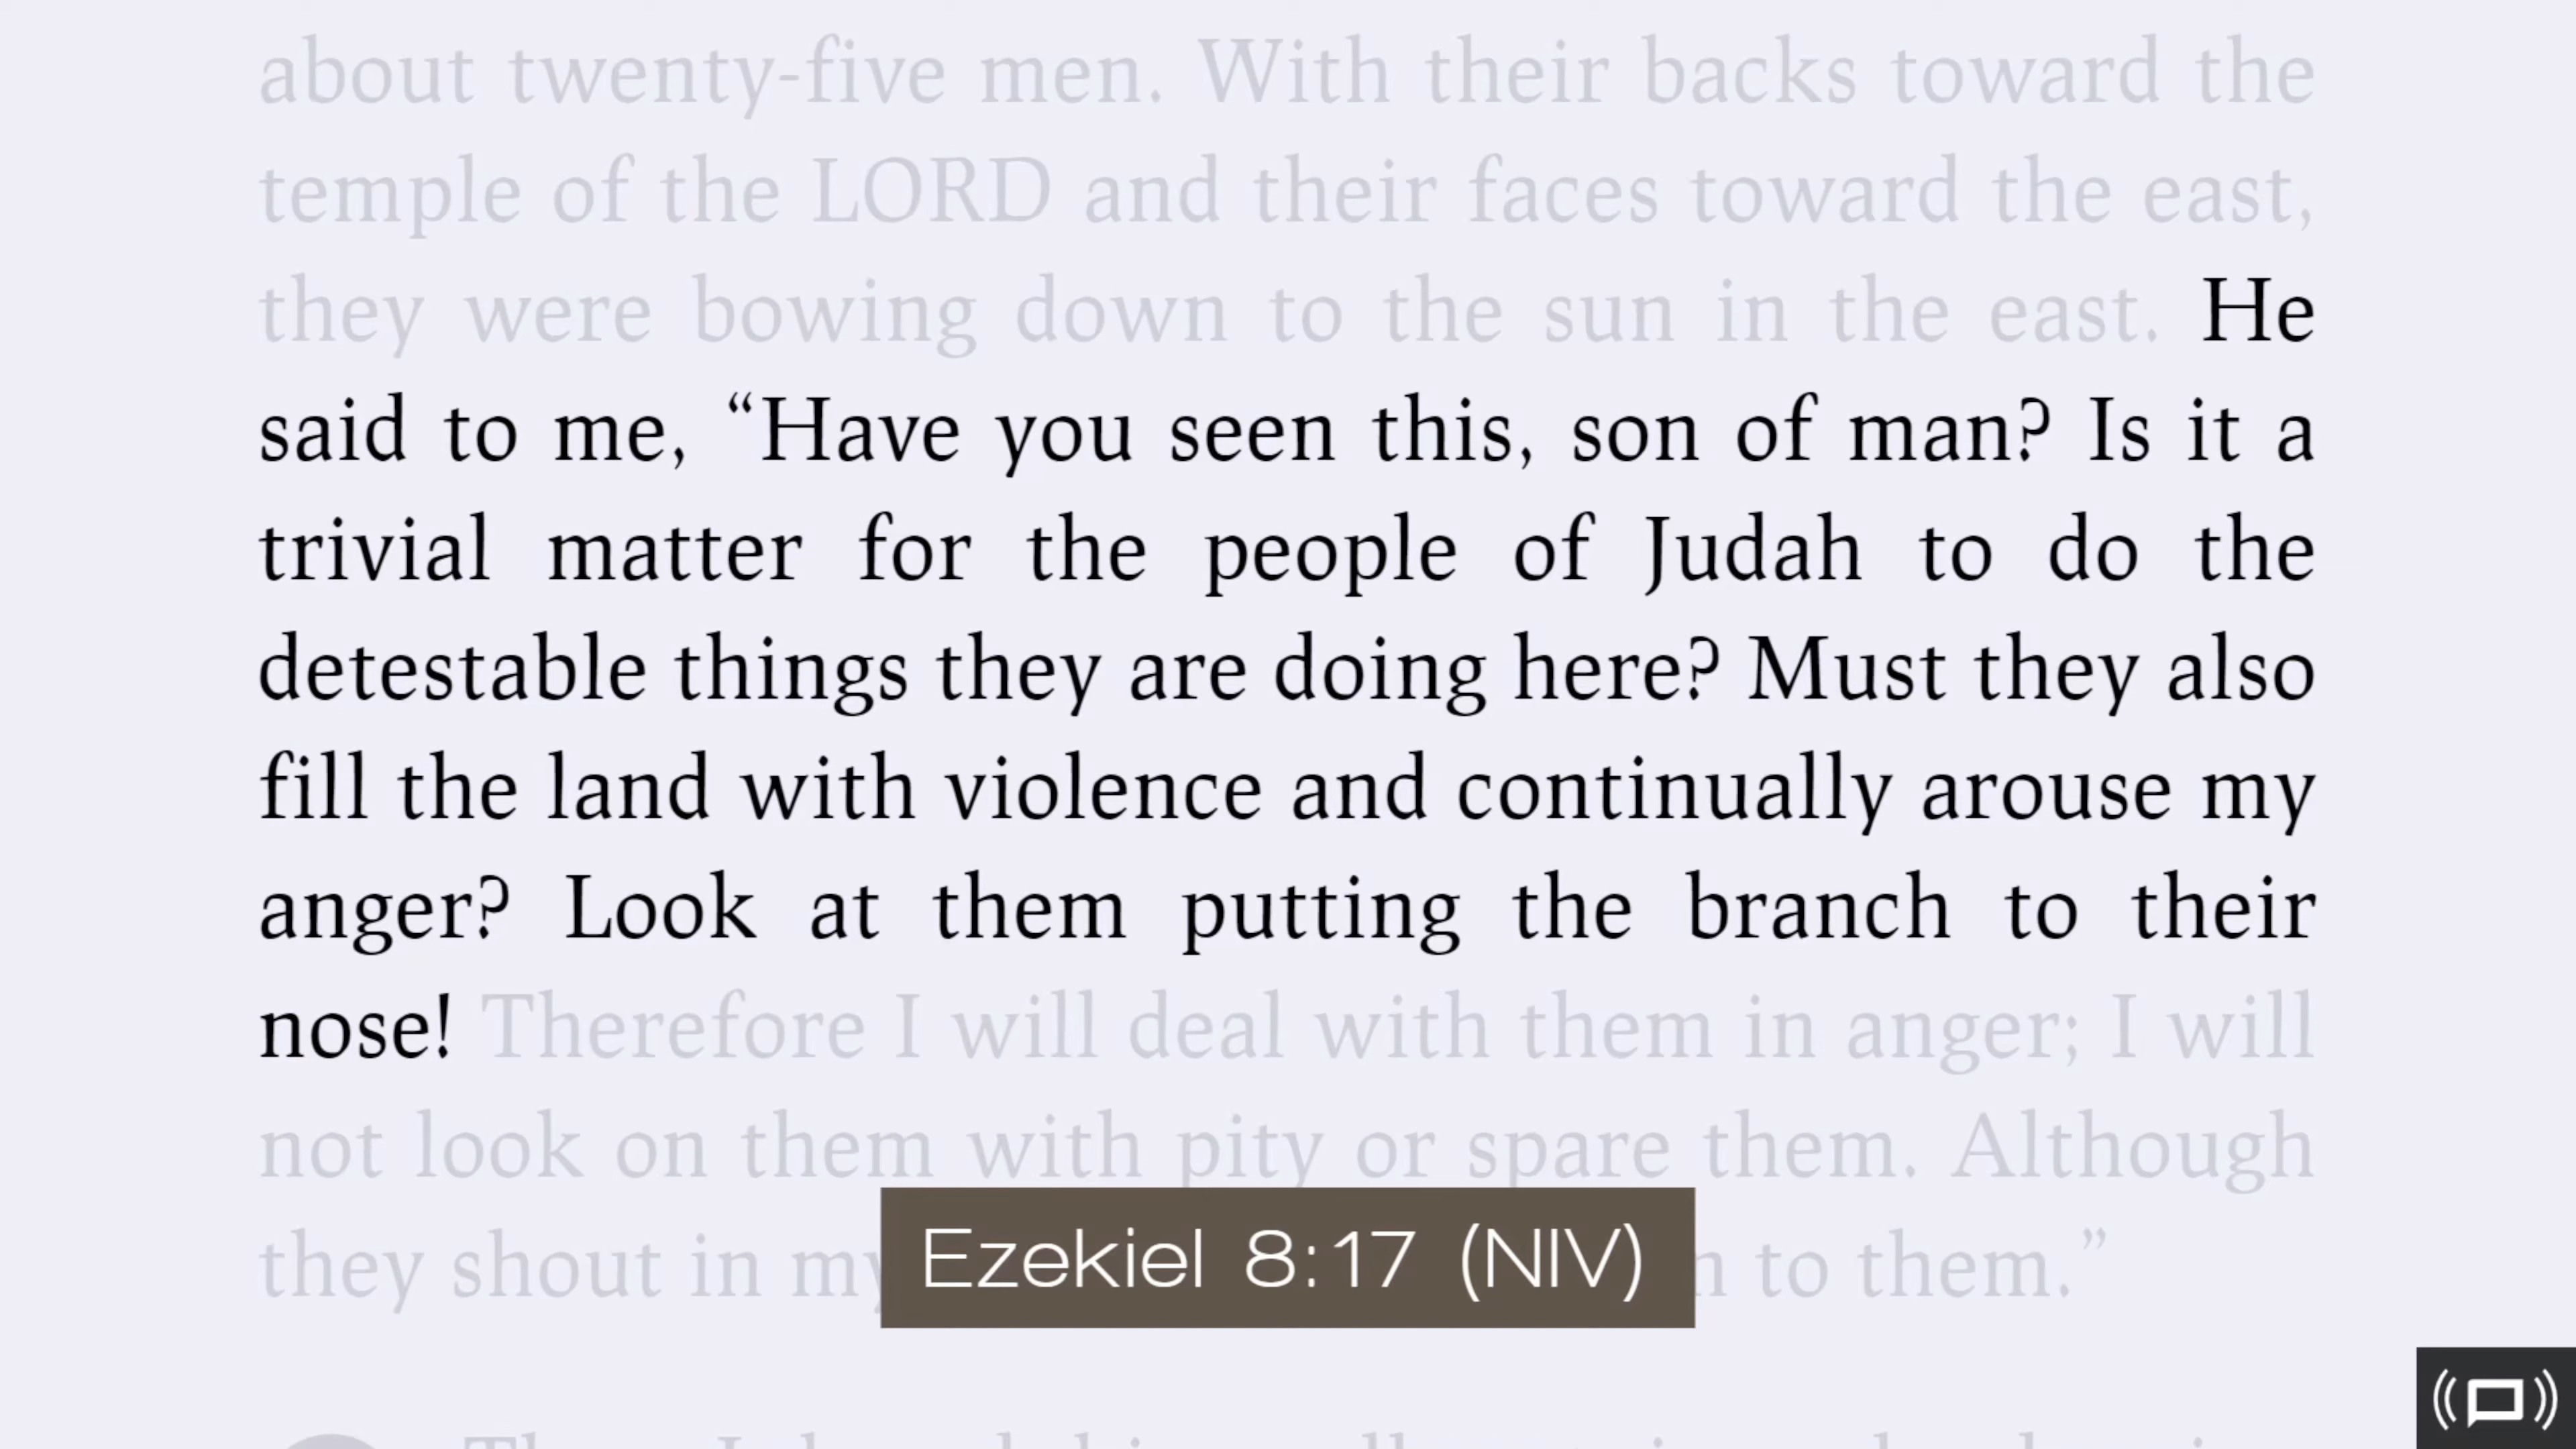 about twenty-five men. With their backs toward the
temple of the LORD and their faces toward the east,
they were bowing down to the sun in the east. He
said to me, “Have you seen this, son of man? Is it a
trivial matter for the people of Judah to do the
detestable things they are doing here? Must they also
fill the land with violence and continually arouse my
anger? Look at them putting the branch to their
nose! Therefore I will deal with them in anger; I will
not look on them with pity or spare them. Although
they shout in my to them.”
Ezekiel 8:17 (NIV)